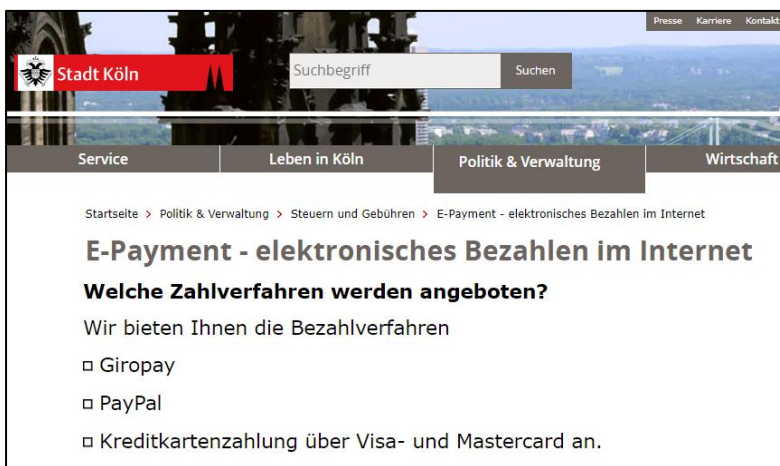 Presse Karriere Kontakt
Stadt Köln
Suchbegriff Suchen
Service Leben in Köln Politik & Verwaltung Wirtschaft
Startseite > Politik & Verwaltung > Steuern und Gebühren > E-Payment - elektronisches Bezahlen im Internet
E-Payment - elektronisches Bezahlen im Internet
Welche Zahlverfahren werden angeboten?
Wir bieten Ihnen die Bezahlverfahren
Giropay
PayPal
Kreditkartenzahlung über Visa- und Mastercard an.